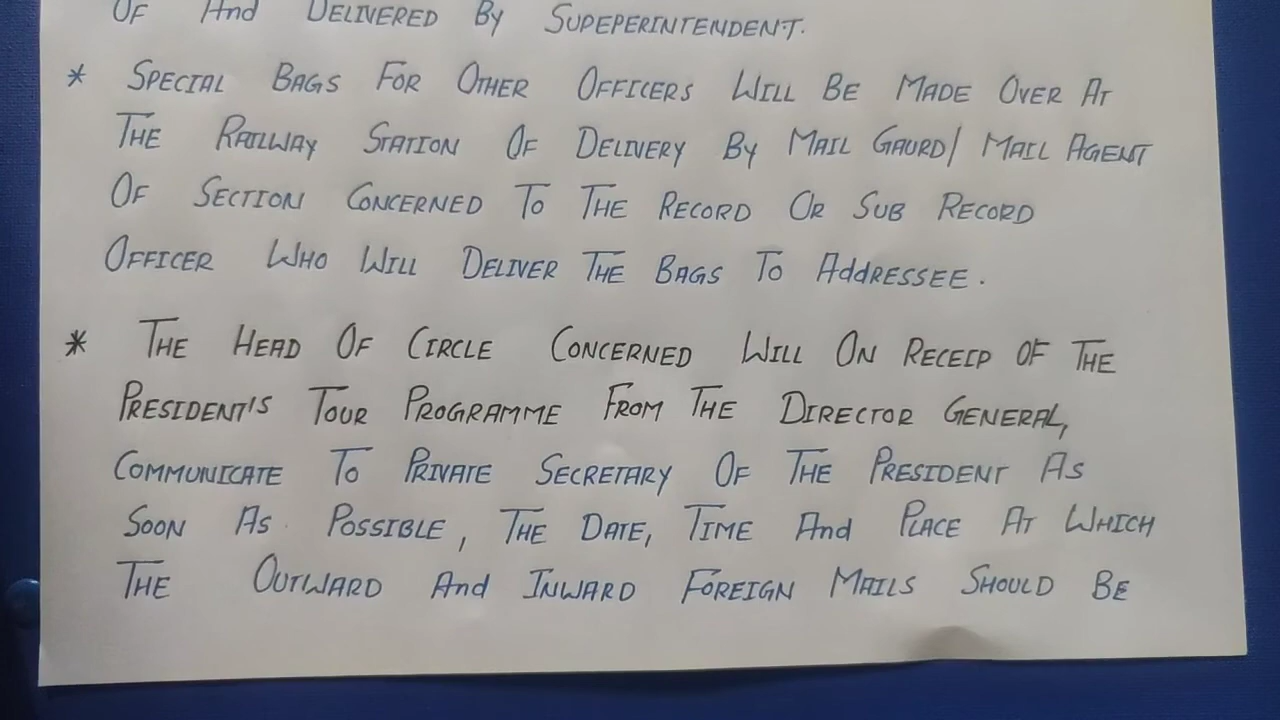 OF And DELIVERED By SUPEPERINTENDENT.
* SPECIAL BAGS FOR OTHER OFFICERS WILL BE MADE OVER AT
THE RAILWAY STATION OF DELIVERY By MAIL GAURD/ MAIL AGENT
OF SECTION CONCERNED TO THE RECORD OR SUB RECORD
OFFICER WHO WILL DELIVER THE BAGS TO AddRESSEE.
* THE HEAD OF CIRCLE CONCERNED WILL ON RECEIP OF THE
PRESIDENT'S TOUR PROGRAMME FROM THE DIRECTOR GENERAL,
COMMUNICATE TO PRIVATE SECRETARY OF THE PRESIDENT AS
SOON AS POSSIBLE, THE DATE, TIME And PLACE AT WHICH
THE OUTWARD And INWARD FOREIGN MAILS SHOULD BE